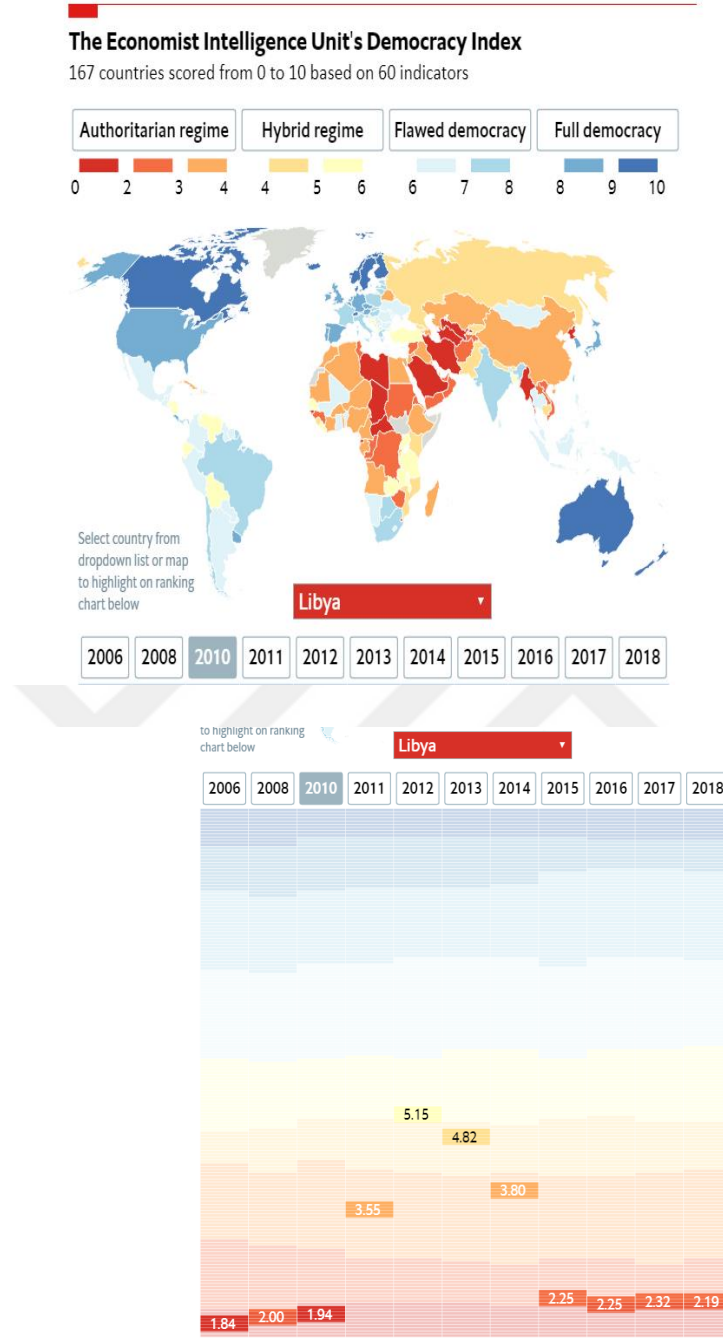 The Economist Intelligence Unit's Democracy Index
167 countries scored from 0 to 10 based on 60 indicators
Authoritarian regime Hybrid regime Flawed democracy Full democracy
0 2 3 4 4 5 6 6 7 8 8 9 10
Select country from
dropdown list or map
to highlight on ranking
chart below
Libya
2006 2008 2010 2011 2012 2013 2014 2015 2016 2017 2018
to highlight on ranking
chart below
Libya
2006 2008 2010 2011 2012 2013 2014 2015 2016 2017 2018
5.15
4.82
3.80
3.55
2.25 2.25 2.32 2.19
1.84 2.00 1.94